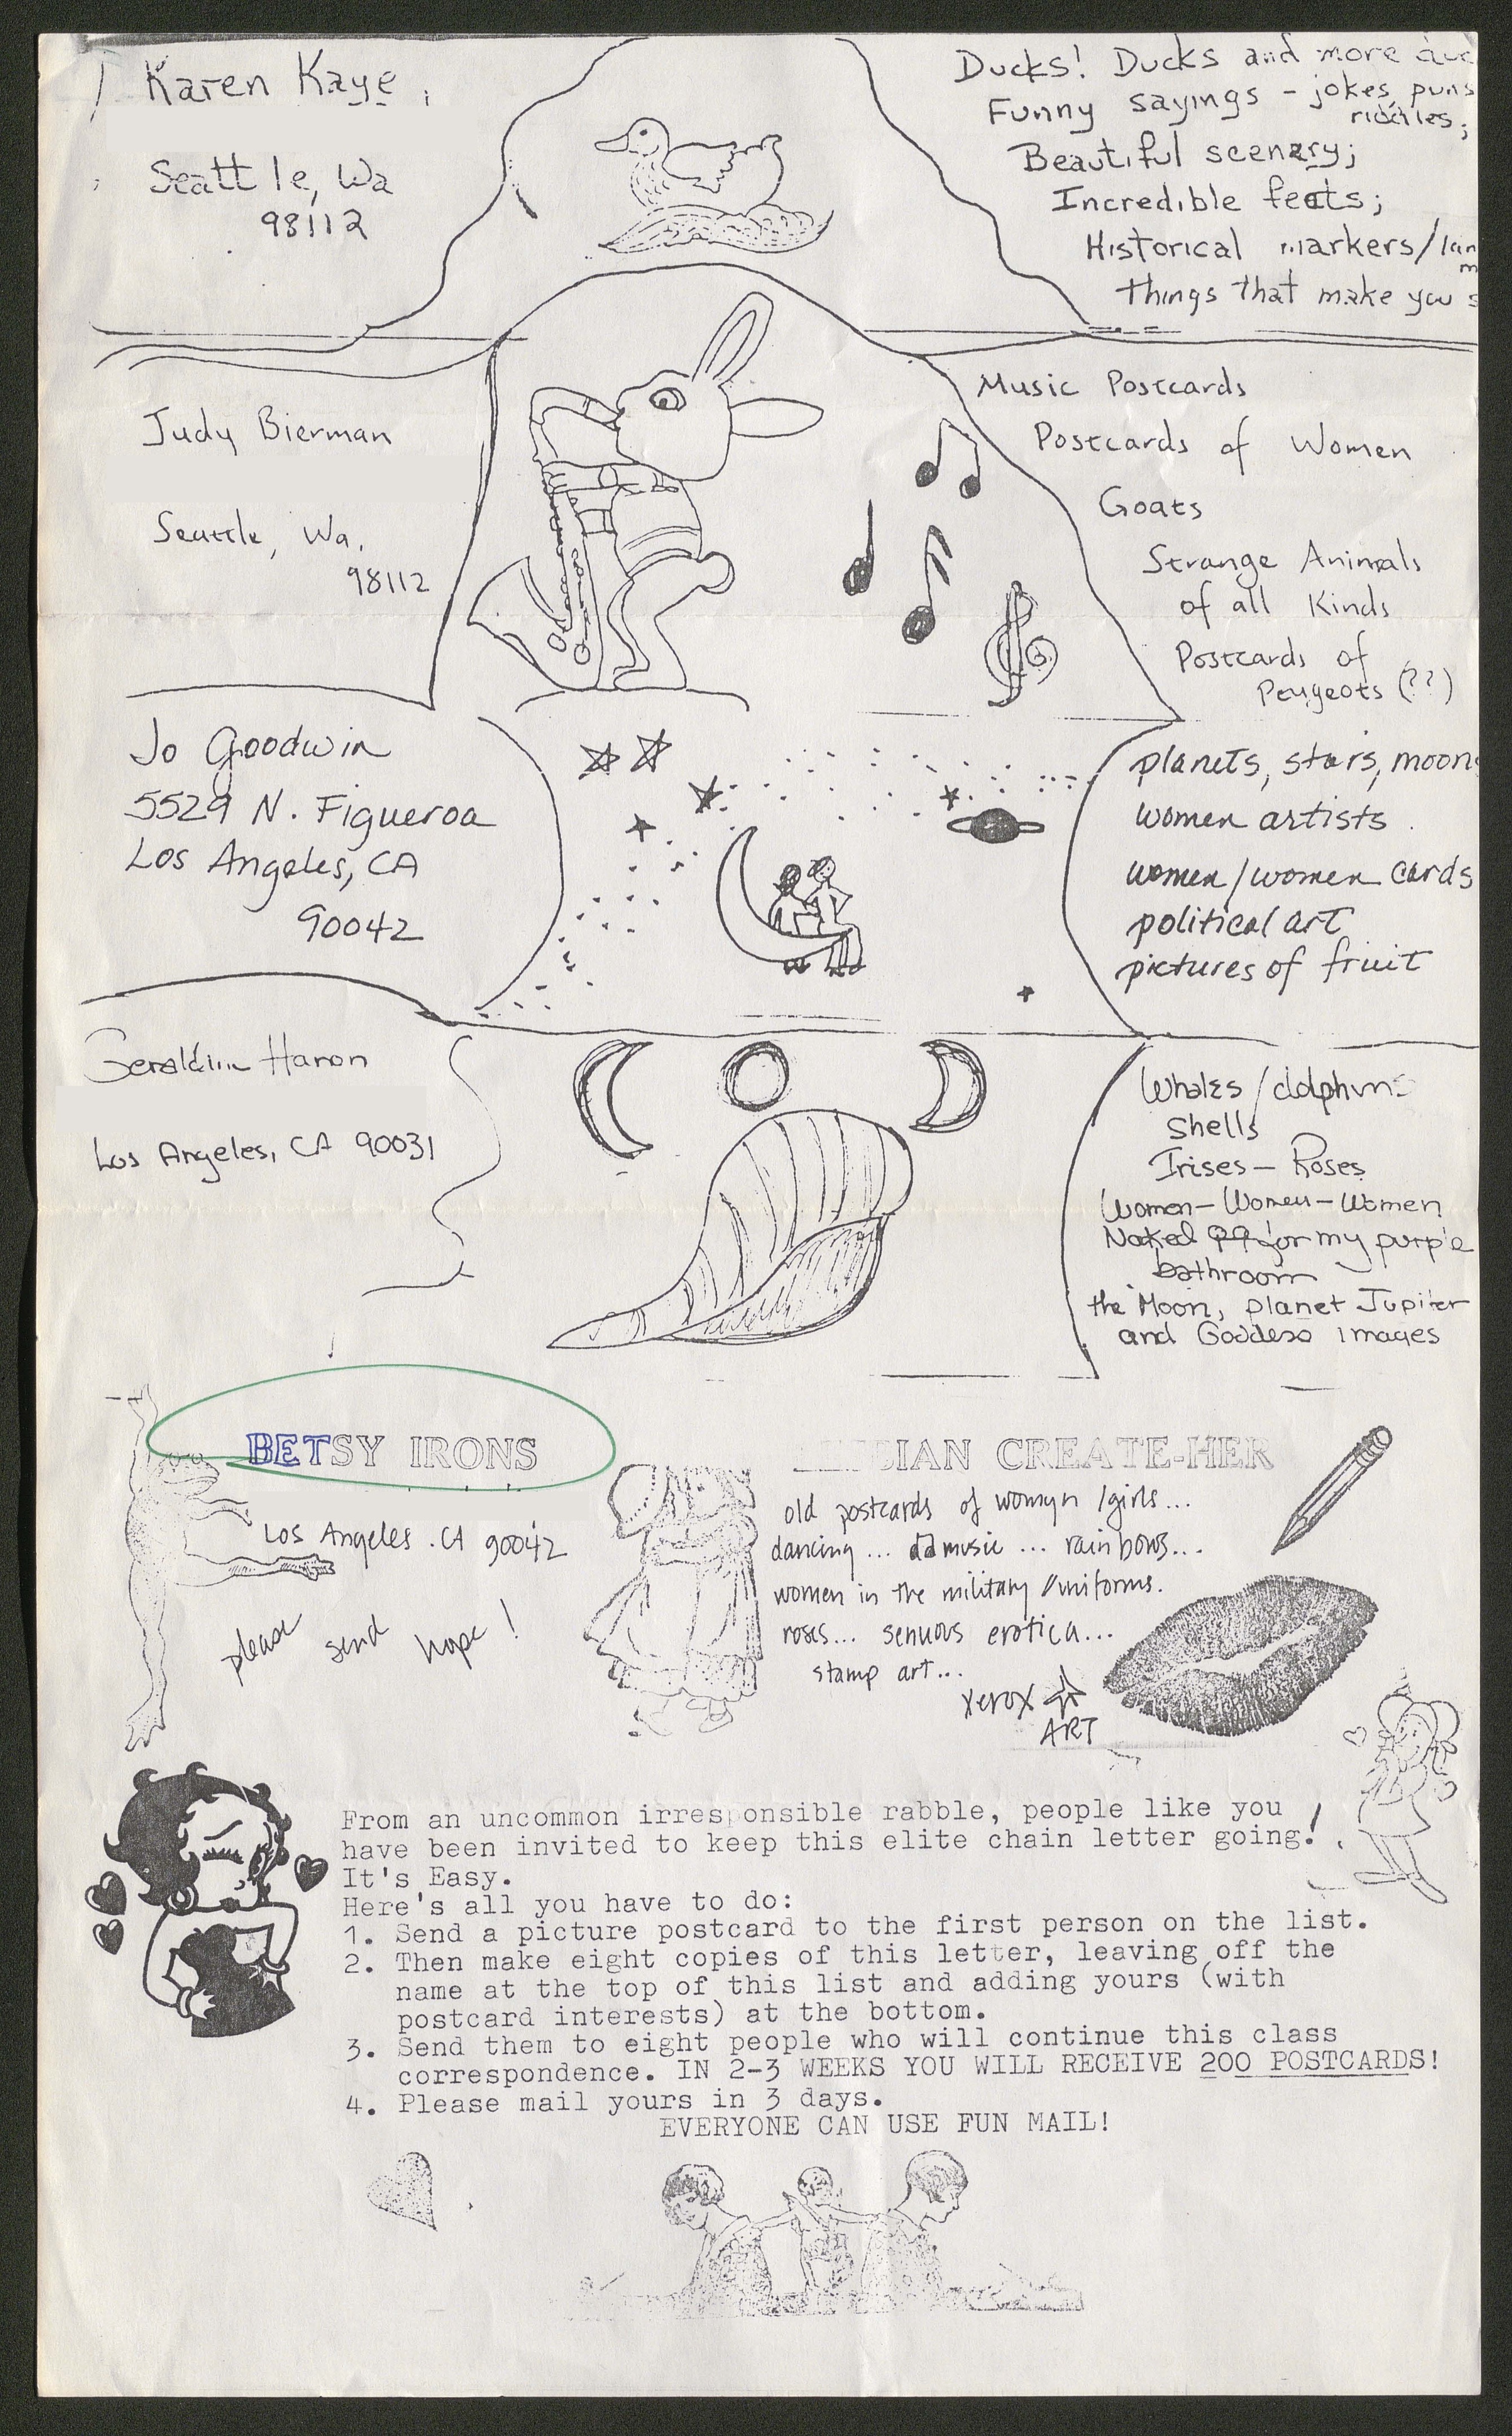 Karen Kaye,
Seattle, Wa
98112
Ducks! Ducks and more
Funny sayings - jokes, puns
riddles;
Beautiful scenery;
Incredible feats;
Historical markers/
things that make you
Judy Bierman
Seattle, Wa.
98112
Music Postcards
Postcards of Women
Goats
Strange Animals
of all Kinds
Postcards of
Peugeots (??)
Jo Goodwin
5529 N. Figueroa
Los Angeles, CA
90042
planets, stars, moons
women artists
women/women cards
political art
pictures of fruit
Los Angeles, CA 90031
Whales/dolphins
Shells
Irises - Roses
Women - Women - Women
Naked for my purple
bathroom
the Moon, planet Jupiter
and Goddess images
BETSY IRONS
Los Angeles. CA 90042
please send hope!
CREATE-HER
old postcards of womyn/girls...
dancing... music... rainbows...
women in the military/uniforms.
roses... senuous erotica...
stamp art...
xerox
ART
From an uncommon irresponsible rabble, people like you
have been invited to keep this elite chain letter going!
It's Easy.
Here's all you have to do:
1. Send a picture postcard to the first person on the list.
2. Then make eight copies of this letter, leaving off the
name at the top of this list and adding yours (with
postcard interests) at the bottom.
3. Send them to eight people who will continue this class
correspondence. IN 2-3 WEEKS YOU WILL RECEIVE 200 POSTCARDS!
4. Please mail yours in 3 days.
EVERYONE CAN USE FUN MAIL!